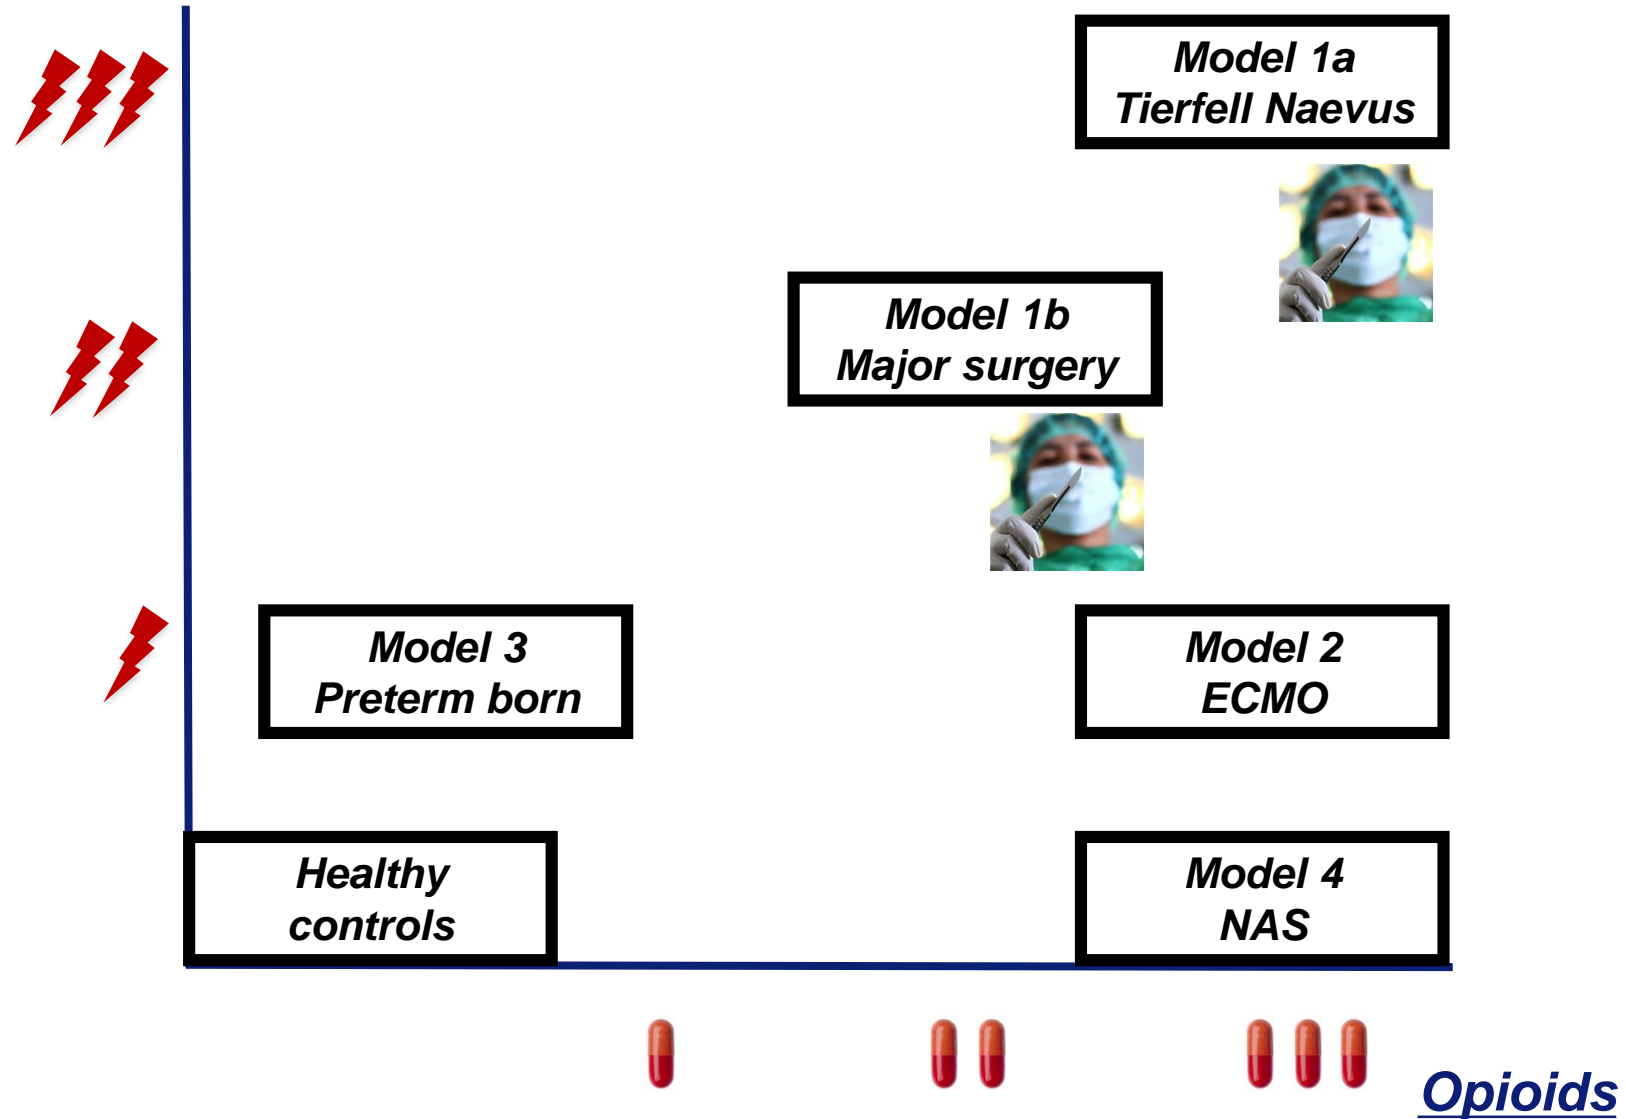 Model 1a
Tierfell Naevus
Model 1b
Major surgery
Model 3
Preterm born
Model 2
ECMO
Healthy
controls
Model 4
NAS
Opioids